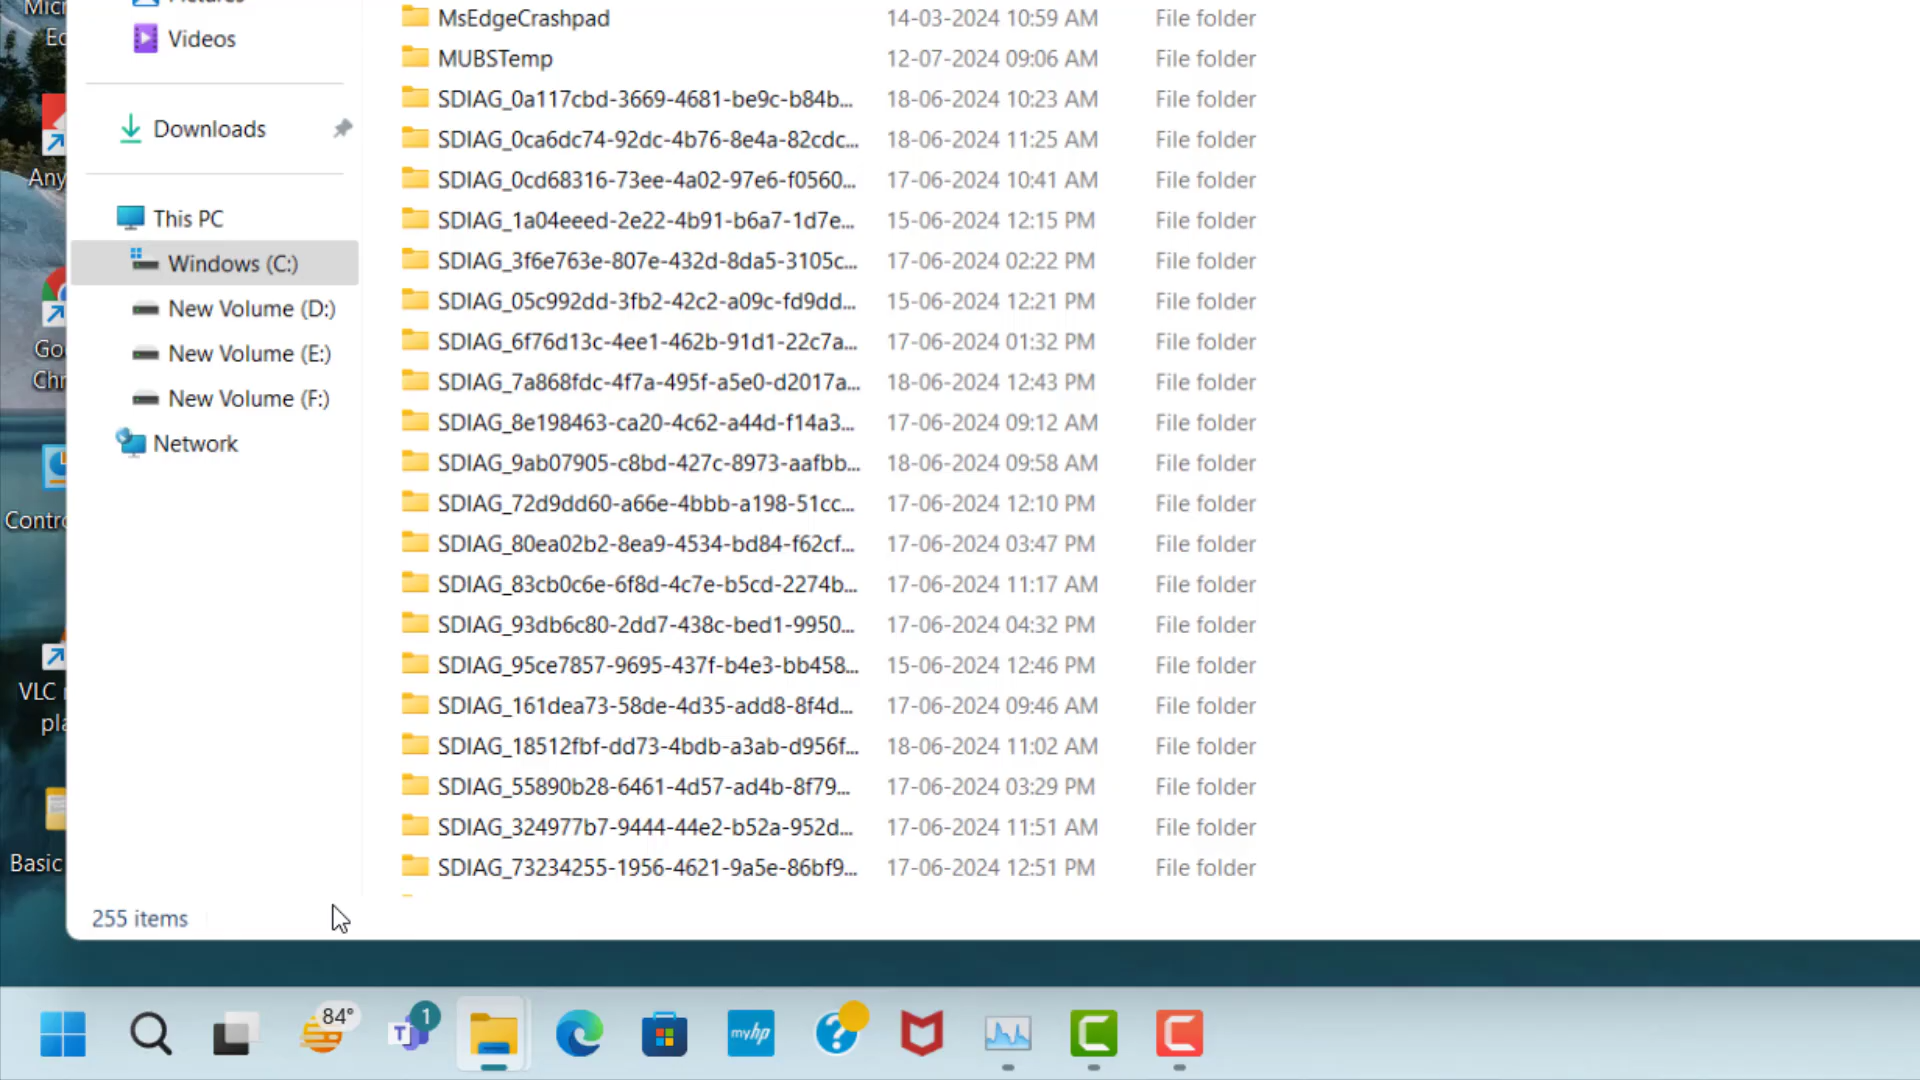 Videos
Downloads
This PC
Windows (C:)
New Volume (D:)
New Volume (E:)
New Volume (F:)
Network
255 items
MsEdgeCrashpad 14-03-2024 10:59 AM File folder
MUBSTemp 12-07-2024 09:06 AM File folder
SDIAG_0a117cbd-3669-4681-be9c-b84b... 18-06-2024 10:23 AM File folder
SDIAG_0ca6dc74-92dc-4b76-8e4a-82cdc... 18-06-2024 11:25 AM File folder
SDIAG_0cd68316-73ee-4a02-97e6-f0560... 17-06-2024 10:41 AM File folder
SDIAG_1a04eeed-2e22-4b91-b6a7-1d7e... 15-06-2024 12:15 PM File folder
SDIAG_3f6e763e-807e-432d-8da5-3105c... 17-06-2024 02:22 PM File folder
SDIAG_05c992dd-3fb2-42c2-a09c-fd9dd... 15-06-2024 12:21 PM File folder
SDIAG_6f76d13c-4ee1-462b-91d1-22c7a... 17-06-2024 01:32 PM File folder
SDIAG_7a868fdc-4f7a-495f-a5e0-d2017a... 18-06-2024 12:43 PM File folder
SDIAG_8e198463-ca20-4c62-a44d-f14a3... 17-06-2024 09:12 AM File folder
SDIAG_9ab07905-c8bd-427c-8973-aafbb... 18-06-2024 09:58 AM File folder
SDIAG_72d9dd60-a66e-4bbb-a198-51cc... 17-06-2024 12:10 PM File folder
SDIAG_80ea02b2-8ea9-4534-bd84-f62cf... 17-06-2024 03:47 PM File folder
SDIAG_83cb0c6e-6f8d-4c7e-b5cd-2274b... 17-06-2024 11:17 AM File folder
SDIAG_93db6c80-2dd7-438c-bed1-9950... 17-06-2024 04:32 PM File folder
SDIAG_95ce7857-9695-437f-b4e3-bb458... 15-06-2024 12:46 PM File folder
SDIAG_161dea73-58de-4d35-add8-8f4d... 17-06-2024 09:46 AM File folder
SDIAG_18512fbf-dd73-4bdb-a3ab-d956f... 18-06-2024 11:02 AM File folder
SDIAG_55890b28-6461-4d57-ad4b-8f79... 17-06-2024 03:29 PM File folder
SDIAG_324977b7-9444-44e2-b52a-952d... 17-06-2024 11:51 AM File folder
SDIAG_73234255-1956-4621-9a5e-86bf9... 17-06-2024 12:51 PM File folder
Any
Go
Chr
Contro
VLC
pla
Basic
84°
T
1
myhp
?